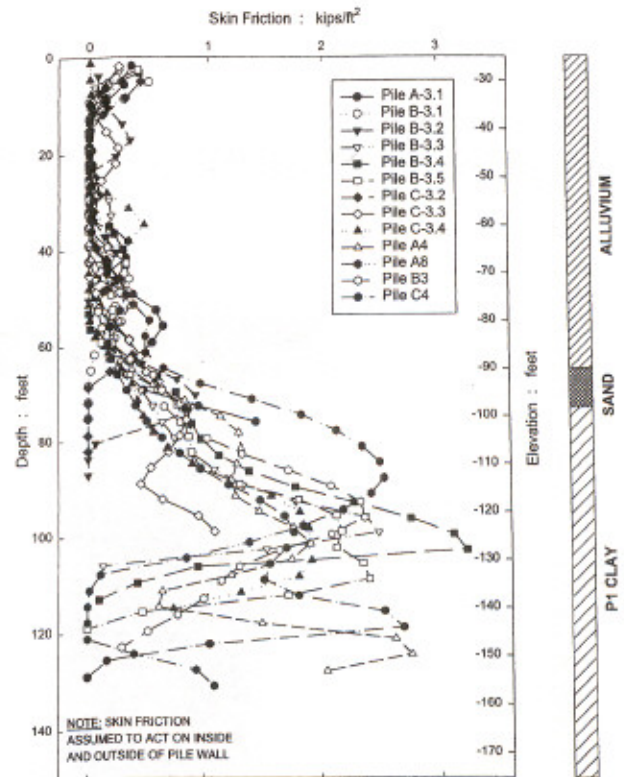 Skin Friction : kips/ft²
0 1 2 3
0
20
40
60
80
100
120
140
Depth : feet
Pile A-3.1
Pile B-3.1
Pile B-3.2
Pile B-3.3
Pile B-3.4
Pile B-3.5
Pile C-3.2
Pile C-3.3
Pile C-3.4
Pile A4
Pile A8
Pile B3
Pile C4
-30
-40
-50
-60
-70
-80
-90
-100
-110
-120
-130
-140
-150
-160
-170
Elevation : feet
ALLUVIUM
SAND
P1 CLAY
NOTE: SKIN FRICTION
ASSUMED TO ACT ON INSIDE
AND OUTSIDE OF PILE WALL